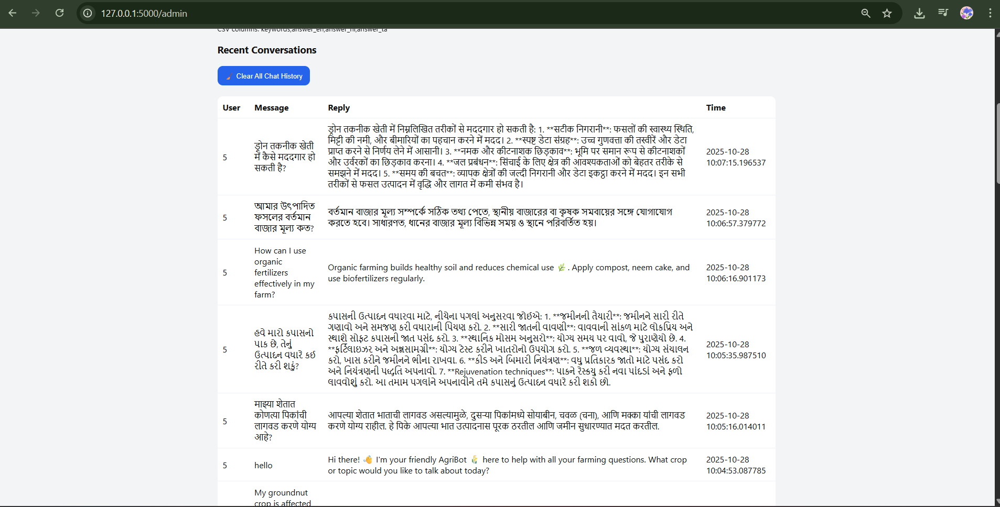 127.0.0.1:5000/admin
CSV columns: keywords,answer_en,answer_hi,answer_ta
Recent Conversations
Clear All Chat History
User Message Reply Time
5
ड्रोन तकनीक खेती
में कैसे मददगार हो
सकती है?
ड्रोन तकनीक खेती में निम्नलिखित तरीकों से मददगार हो सकती है: 1. **सटीक निगरानी**: फसलों की स्वास्थ्य स्थिति,
मिट्टी की नमी, और बीमारियों का पहचान करने में मदद। 2. **स्पष्ट डेटा संग्रह**: उच्च गुणवत्ता की तस्वीरें और डेटा
प्राप्त करने से निर्णय लेने में आसानी। 3. **नमक और कीटनाशक छिड़काव**: भूमि पर समान रूप से कीटनाशकों
और उर्वरकों का छिड़काव करना। 4. **जल प्रबंधन**: सिंचाई के लिए क्षेत्र की आवश्यकताओं को बेहतर तरीके से
समझने में मदद। 5. **समय की बचत**: व्यापक क्षेत्रों की जल्दी निगरानी और डेटा इकट्ठा करने में मदद। इन सभी
तरीकों से फसल उत्पादन में वृद्धि और लागत में कमी संभव है।
2025-10-28
10:07:15.196537
5
আমার উৎপাদিত
ফসলের বর্তমান
বাজার মূল্য কত?
বর্তমান বাজার মূল্য সম্পর্কে সঠিক তথ্য পেতে, স্থানীয় বাজারের বা কৃষক সমবায়ের সঙ্গে যোগাযোগ
করতে হবে। সাধারণত, ধানের বাজার মূল্য বিভিন্ন সময় ও স্থানে পরিবর্তিত হয়।
2025-10-28
10:06:57.379772
5
How can I use
organic
fertilizers
effectively in my
farm?
Organic farming builds healthy soil and reduces chemical use 🌿. Apply compost, neem cake, and
use biofertilizers regularly.
2025-10-28
10:06:16.901173
5
હવે મારો કપાસનો
પાક છે, તેનું
ઉત્પાદન વધારે કઈ
રીતે કરી શકું?
કપાસની ઉત્પાદન વધારવા માટે, નીચેના પગલાં અનુસરવા જોઈએ: 1. **જમીનની તૈયારી**: જમીનને સારી રીતે
ગણાવો અને સમજણ કરી વધારાની પિયણ કરો. 2. **સારી જાતની વાવણી**: વાવવાની સાંકળ માટે લોકપ્રિય અને
સ્થાશે સોફ્ટ કપાસની જાત પસંદ કરો. 3. **સ્થાનિક મોસમ અનુસરો**: યોગ્ય સમય પર વાવો, જે પુરાણેયો છે. 4.
**ફર્ટિલાઇઝર અને અન્નસામગ્રી**: યોગ્ય ટેસ્ટ કરીને ખાતરોનો ઉપયોગ કરો. 5. **જળ વ્યવસ્થા**: યોગ્ય સંચાલન
કરો, ખાસ કરીને જમીનને ભીના રાખવા. 6. **કીડ અને બિમારી નિયંત્રણ**: વધુ પ્રતિકારક જાતો માટે પસંદ કરો
અને નિયંત્રણની પદ્ધતિ અપનાવો. 7. **Rejuvenation techniques**: પાકને રેસ્ક્યુ કરી નવા પાંદડાં અને ફળો
લાવવોશું કરો. આ તમામ પગલાંને અપનાવીને તમે કપાસનું ઉત્પાદન વધારે કરી શકો છો.
2025-10-28
10:05:35.987510
5
माझ्या शेतात
कोणत्या पिकांची
लागवड करणे योग्य
आहे?
आपल्या शेतात भाताची लागवड असल्यामुळे, दुसऱ्या पिकांमध्ये सोयाबीन, चवळ (चना), आणि मक्का यांची लागवड
करणे योग्य राहील. हे पिके आपल्या भात उत्पादनास पूरक ठरतील आणि जमीन सुधारण्यात मदत करतील.
2025-10-28
10:05:16.014011
5
hello
Hi there! 👋 I'm your friendly AgriBot 🌾 here to help with all your farming questions. What crop
or topic would you like to talk about today?
2025-10-28
10:04:53.087785
My groundnut
crop is affected